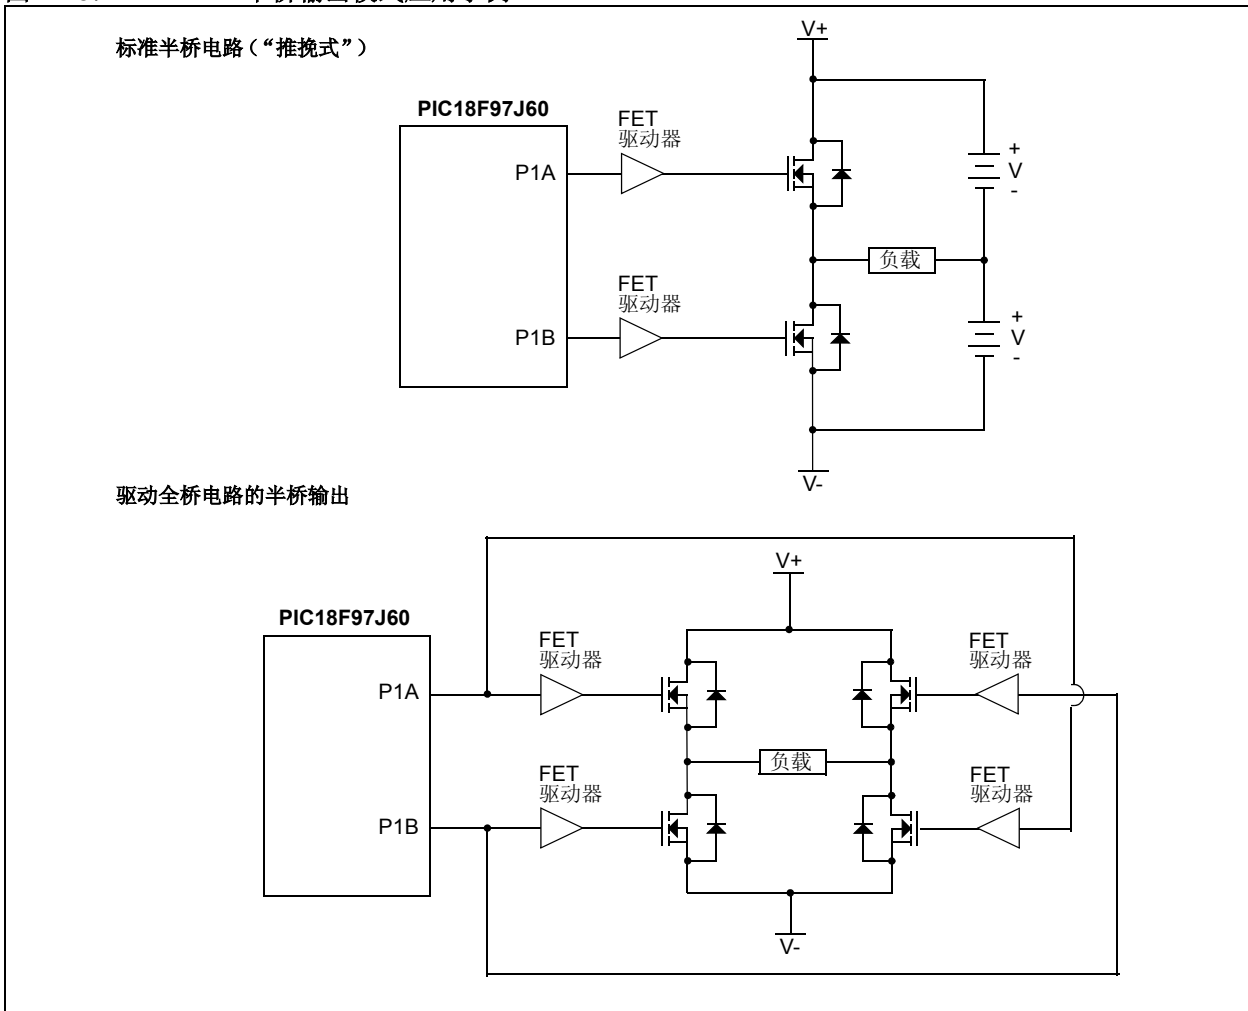 标准半桥电路（“推挽式”）
V+
PIC18F97J60
FET
驱动器
P1A
+
V
-
负载
FET
驱动器
P1B
+
V
-
V-
驱动全桥电路的半桥输出
V+
PIC18F97J60
FET
驱动器
FET
驱动器
P1A
负载
FET
驱动器
FET
驱动器
P1B
V-